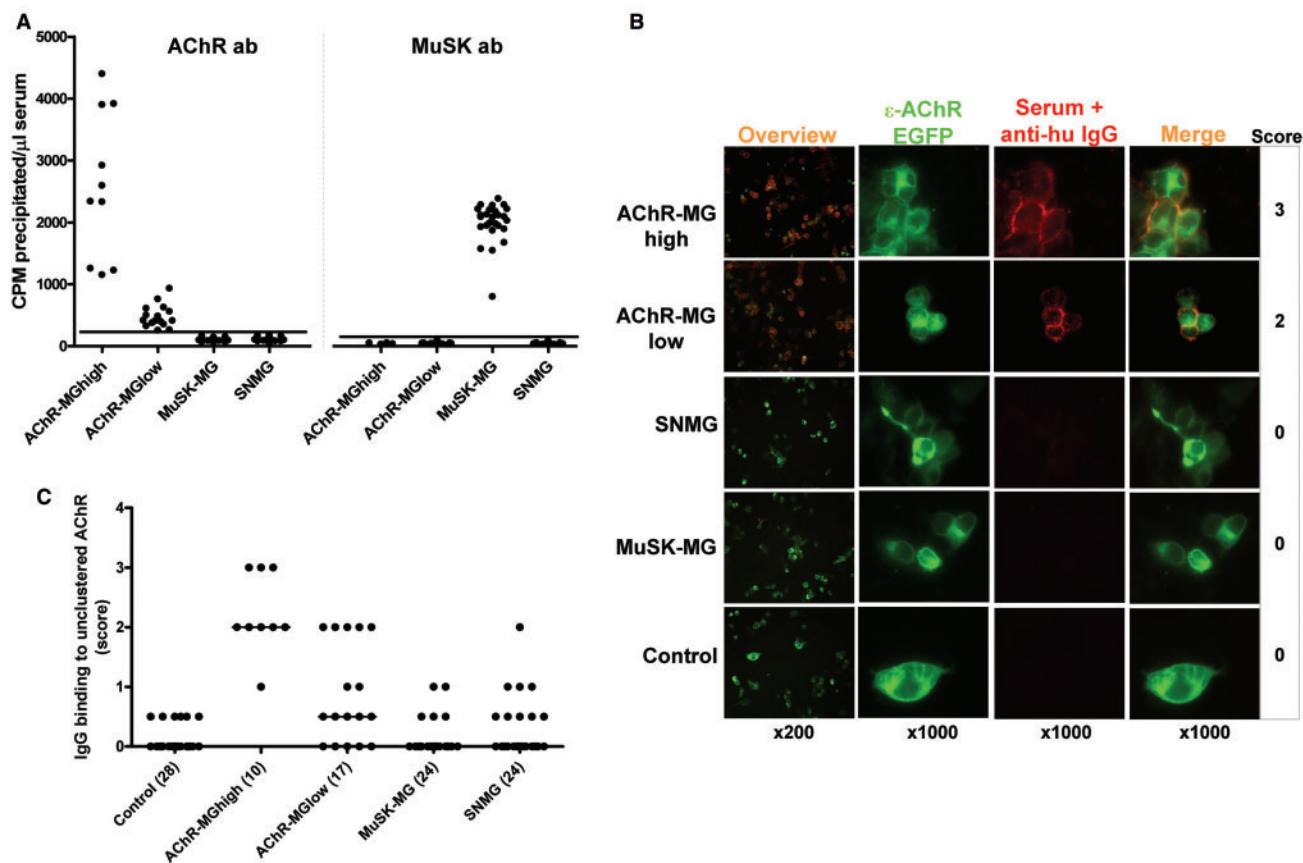 A
AChR ab
MuSK ab
CPM precipitated/μl serum
5000
4000
3000
2000
1000
0
AChR-MGhigh
AChR-MGlow
MuSK-MG
SNMG
AChR-MGhigh
AChR-MGlow
MuSK-MG
SNMG
B
Overview
ε-AChR
EGFP
Serum +
anti-hu IgG
Merge
Score
AChR-MG
high
3
AChR-MG
low
2
SNMG
0
MuSK-MG
0
Control
0
x200
x1000
x1000
x1000
C
IgG binding to unclustered AChR
(score)
4
3
2
1
0
Control (28)
AChR-MGhigh (10)
AChR-MGlow (17)
MuSK-MG (24)
SNMG (24)